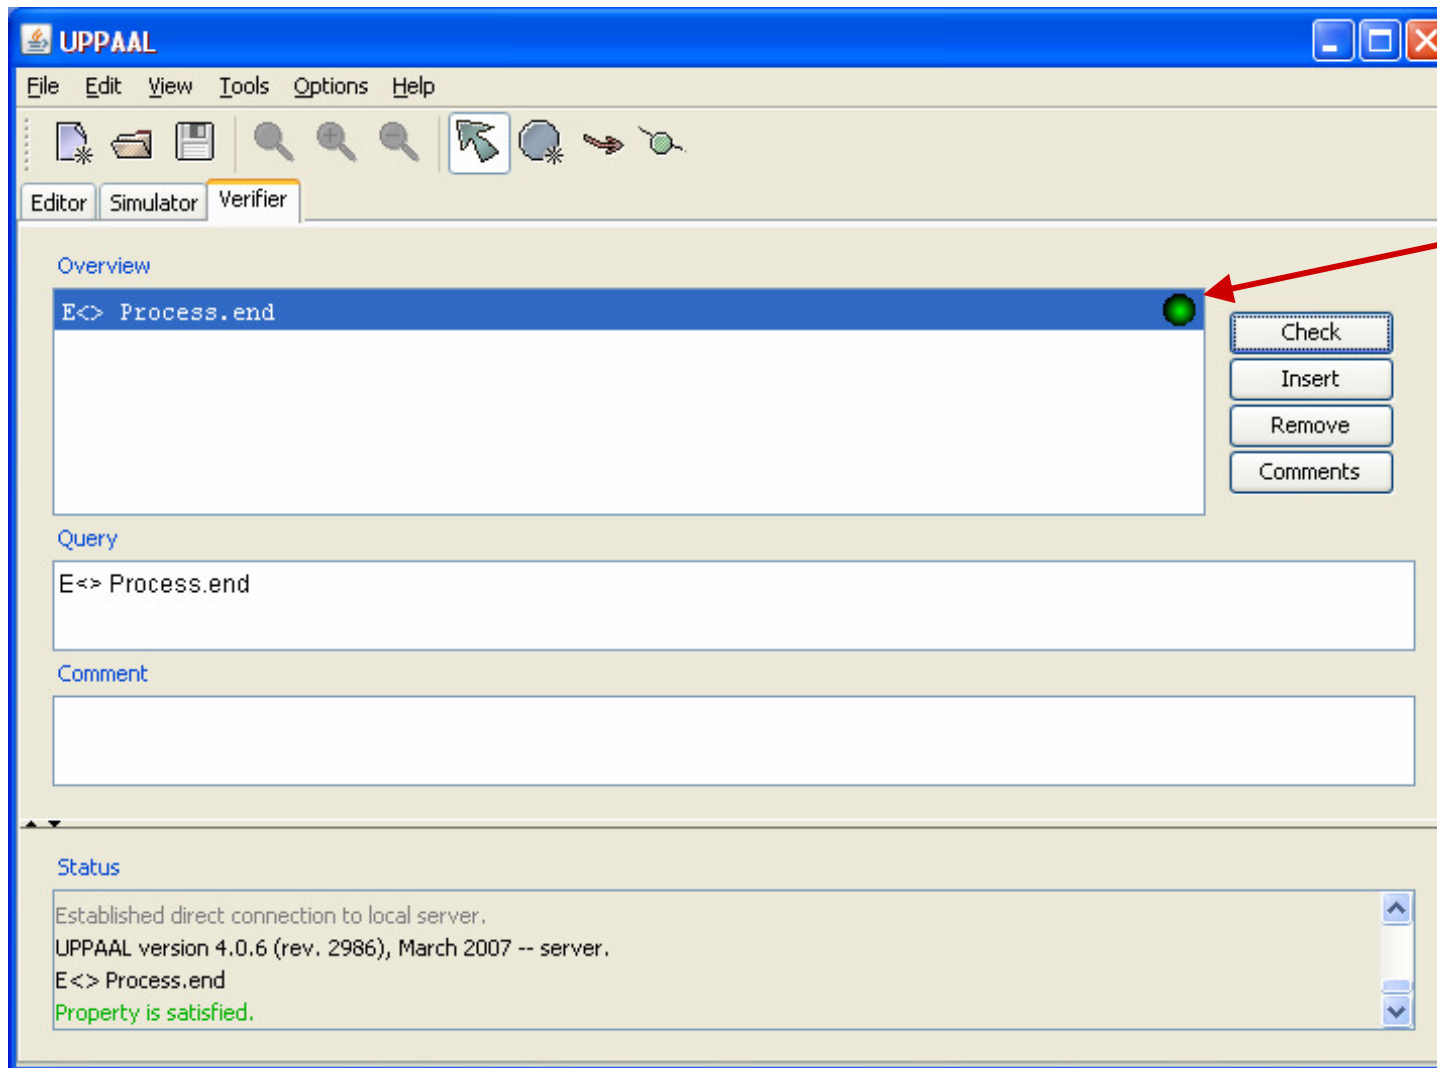 UPPAAL
File Edit View Tools Options Help
Editor Simulator Verifier
Overview
E<> Process.end
Check
Insert
Remove
Comments
Query
E<> Process.end
Comment
Status
Established direct connection to local server.
UPPAAL version 4.0.6 (rev. 2986), March 2007 -- server.
E<> Process.end
Property is satisfied.